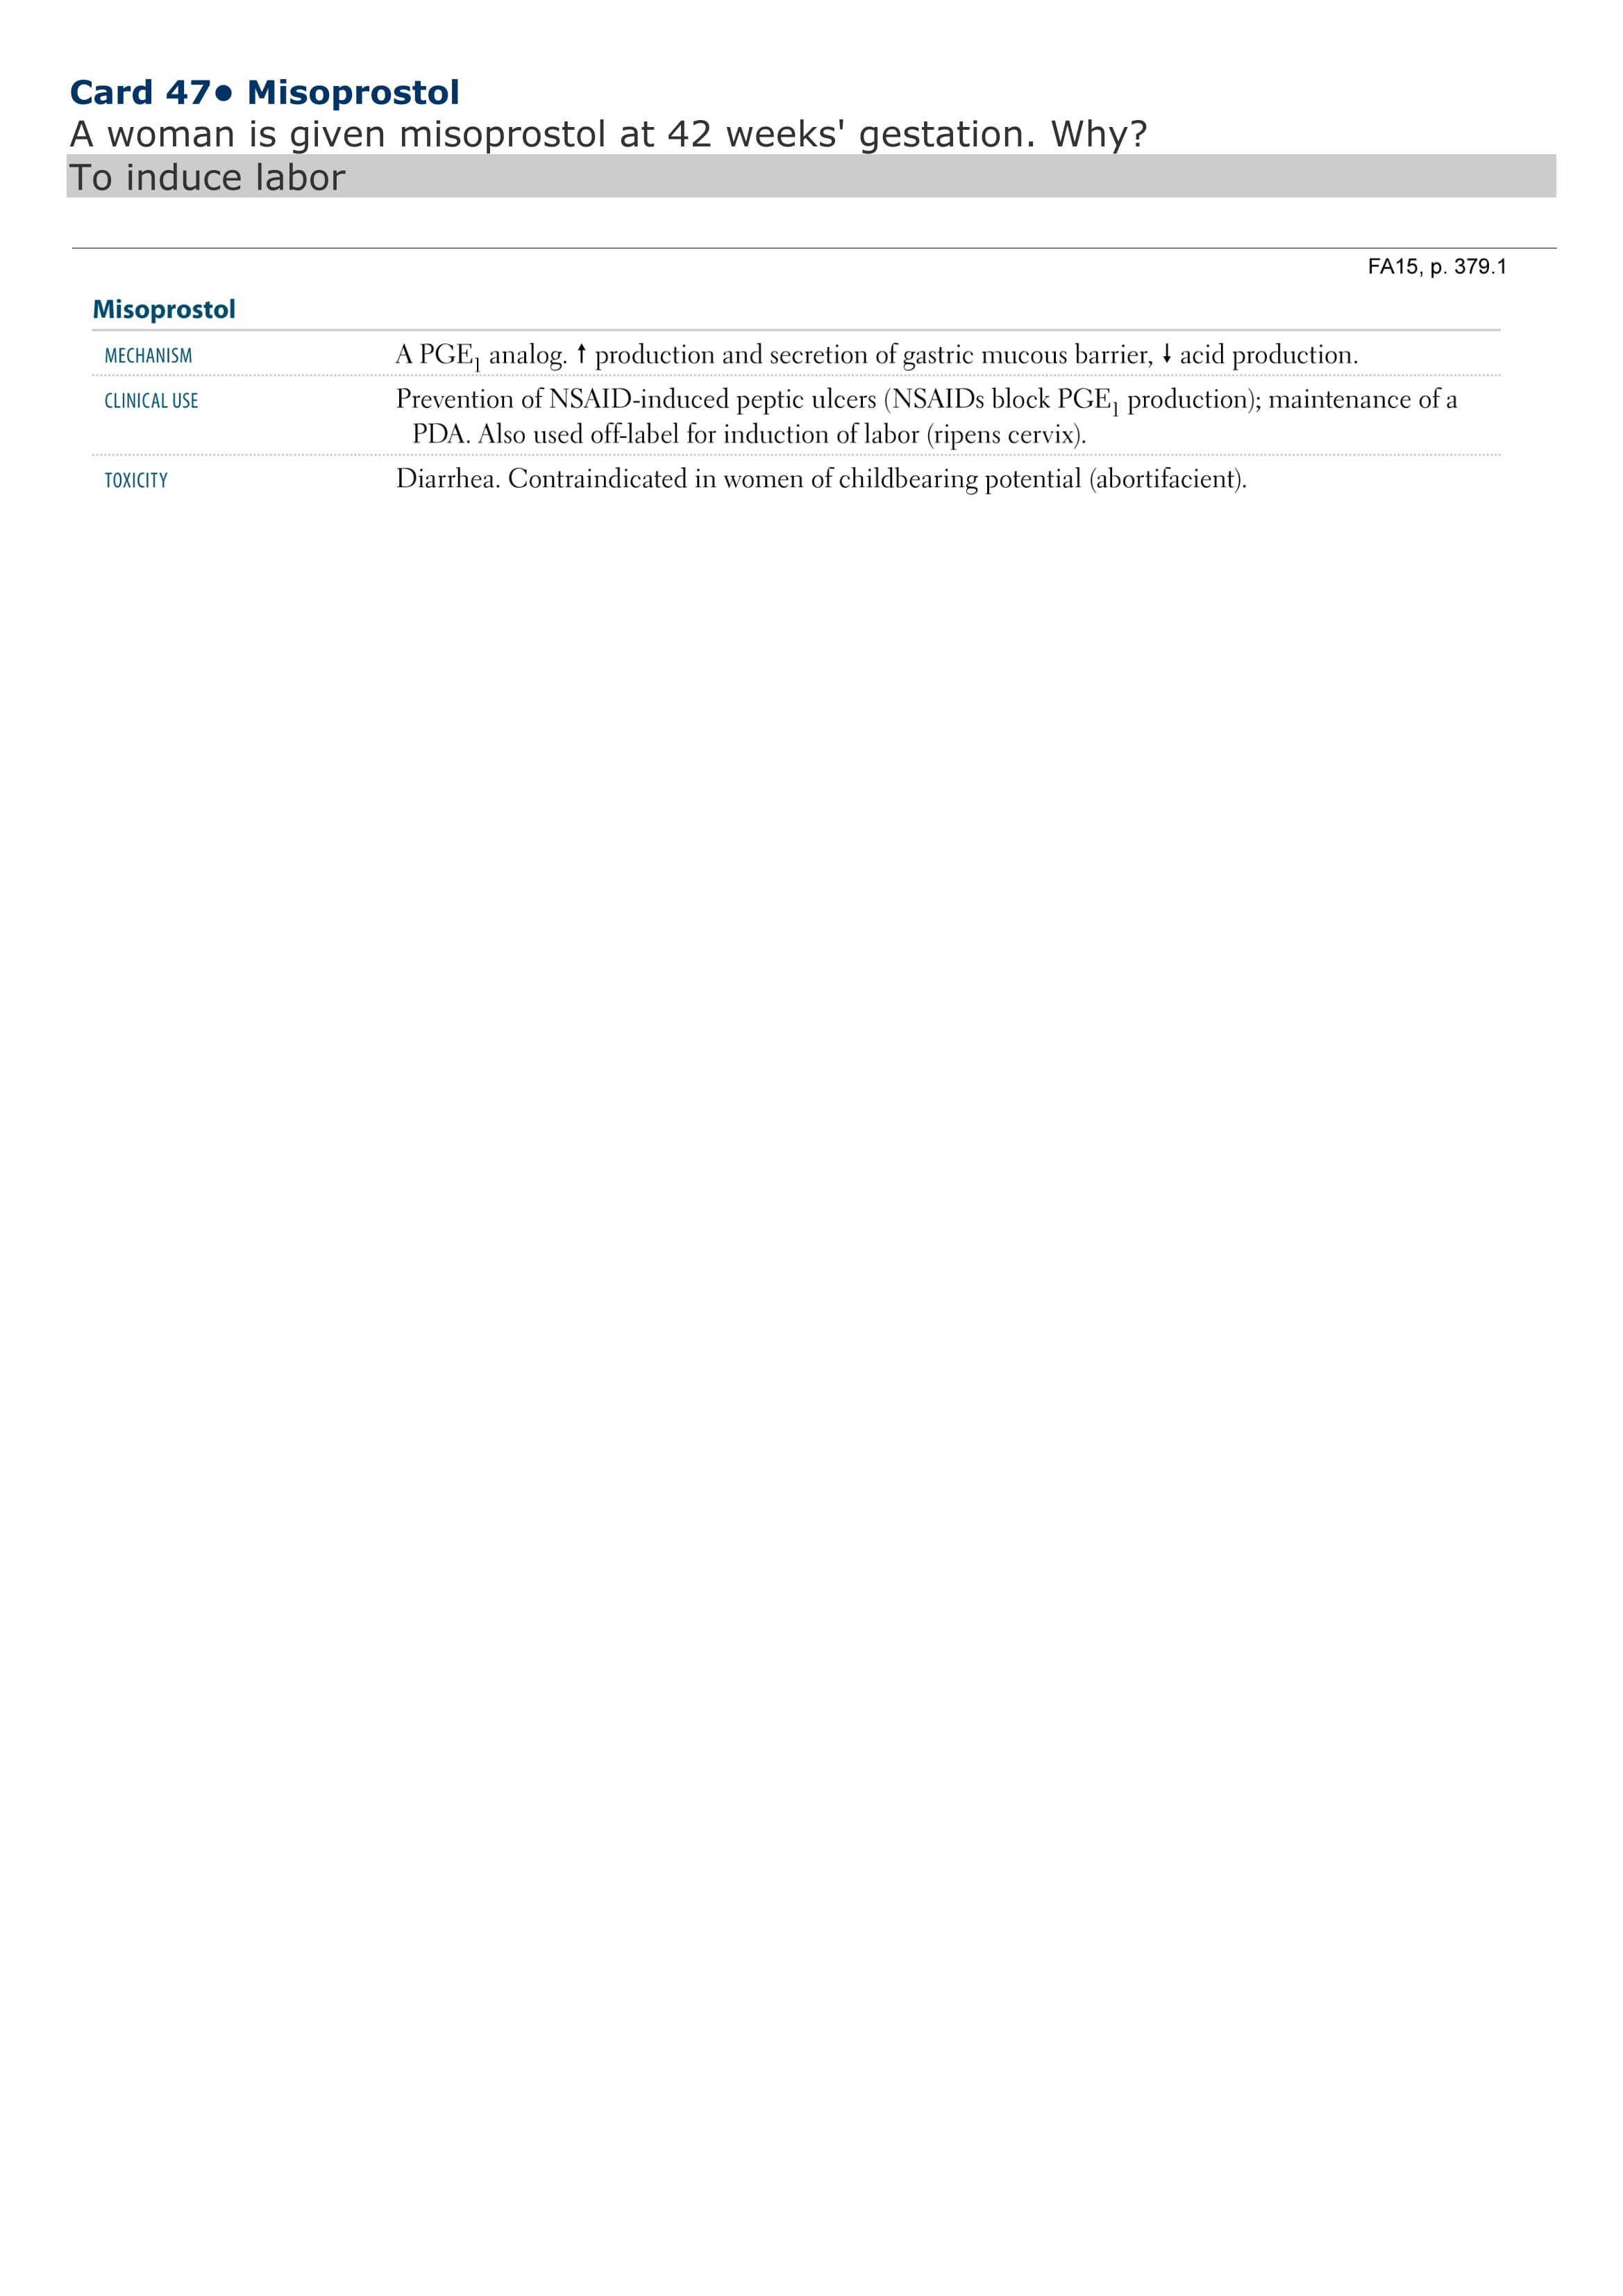 Card 47● Misoprostol
A woman is given misoprostol at 42 weeks' gestation. Why?
To induce labor
FA15, p. 379.1
Misoprostol
MECHANISM A PGE₁ analog. ↑ production and secretion of gastric mucous barrier, ↓ acid production.
CLINICAL USE Prevention of NSAID-induced peptic ulcers (NSAIDs block PGE₁ production); maintenance of a
PDA. Also used off-label for induction of labor (ripens cervix).
TOXICITY Diarrhea. Contraindicated in women of childbearing potential (abortifacient).